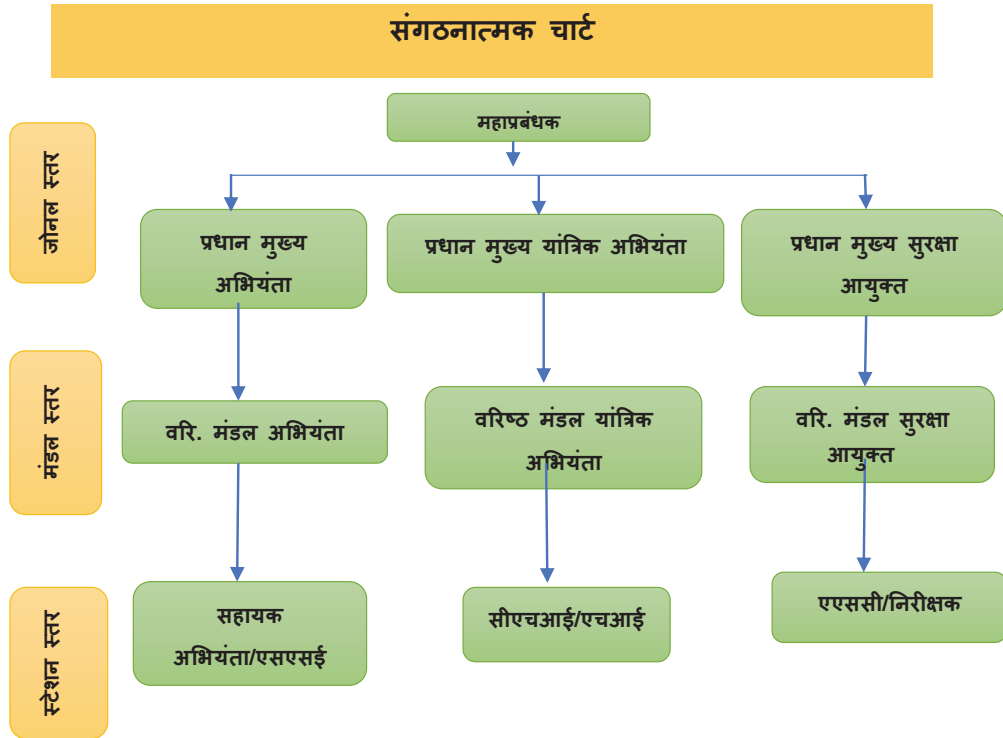 संगठनात्मक चार्ट
महाप्रबंधक
जोनल स्तर
प्रधान मुख्य
अभियंता
प्रधान मुख्य यांत्रिक अभियंता
प्रधान मुख्य सुरक्षा
आयुक्त
मंडल स्तर
वरि. मंडल अभियंता
वरिष्ठ मंडल यांत्रिक
अभियंता
वरि. मंडल सुरक्षा
आयुक्त
स्टेशन स्तर
सहायक
अभियंता/एसएसई
सीएचआई/एचआई
एएससी/निरीक्षक